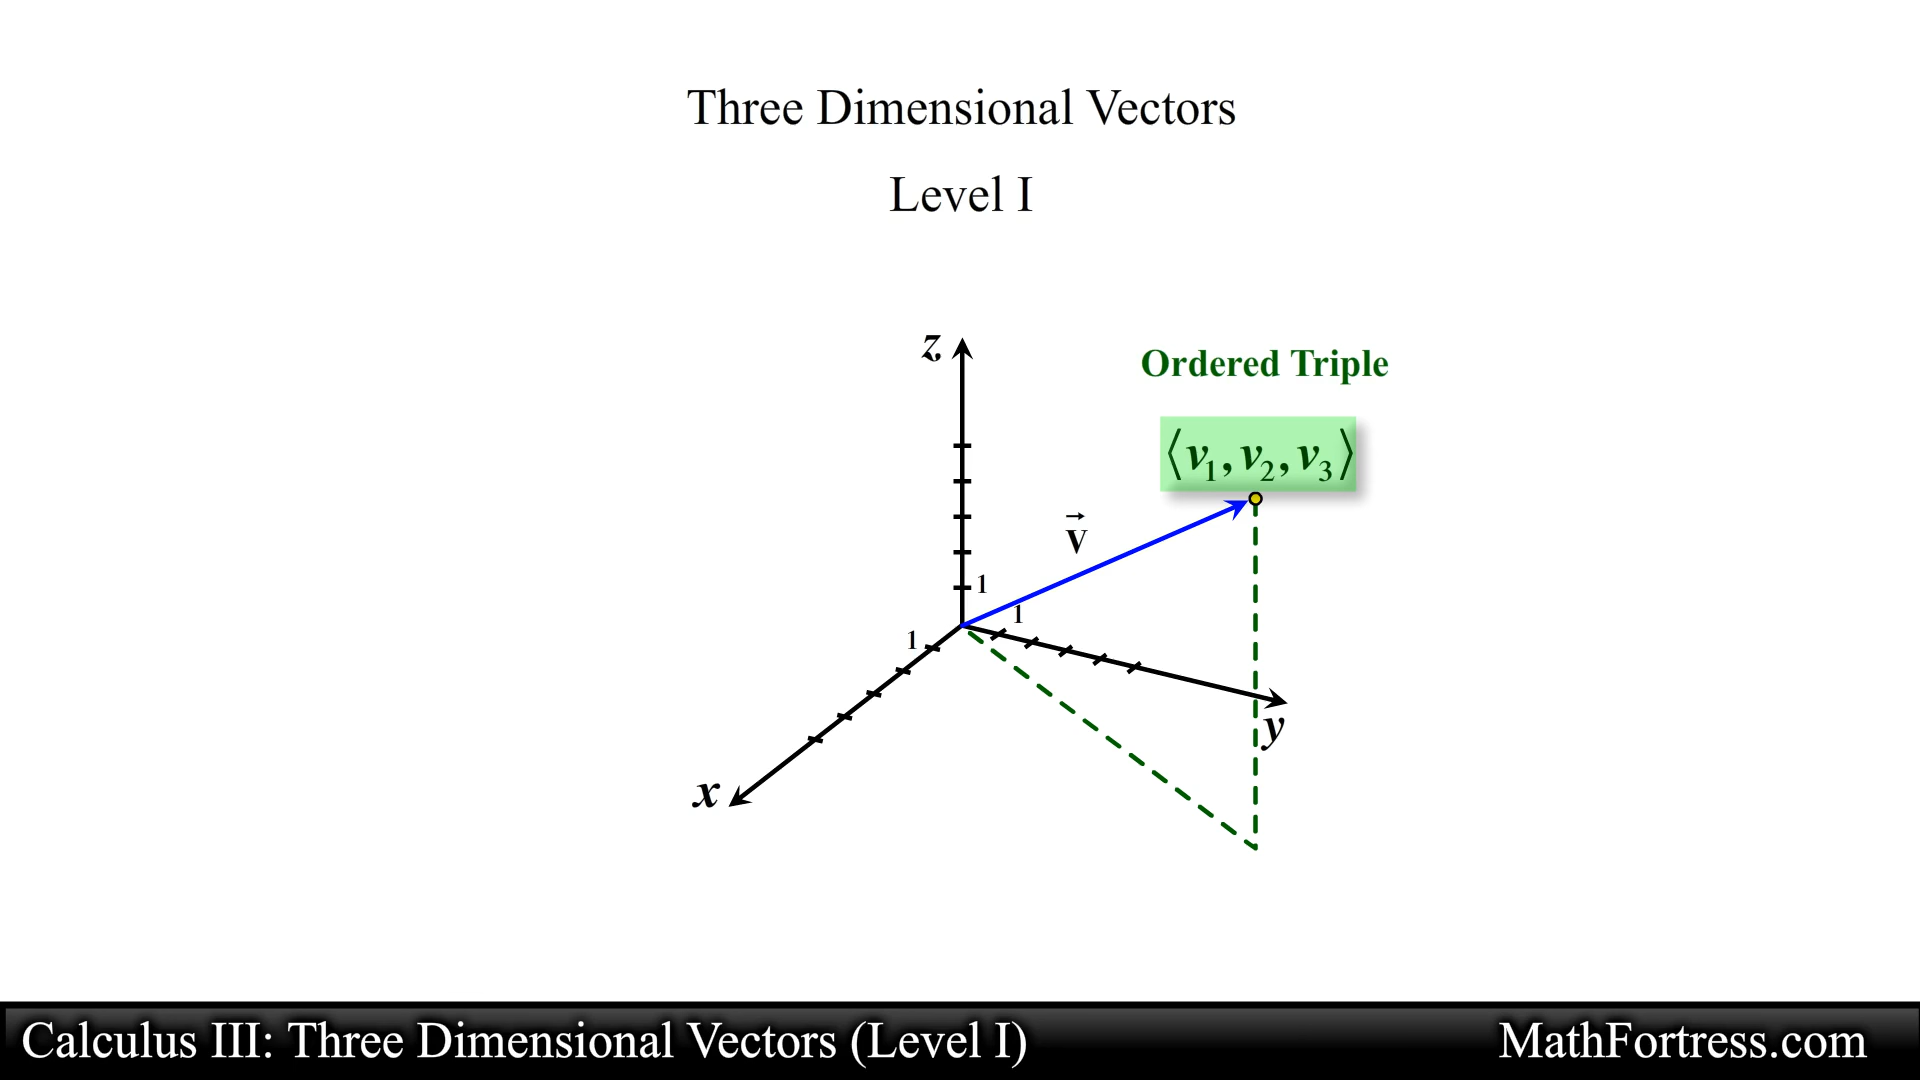 Three Dimensional Vectors
Level I
z
Ordered Triple
⟨v₁, v₂, v₃⟩
v⃗
1
1
1
y
x
Calculus III: Three Dimensional Vectors (Level I)
MathFortress.com